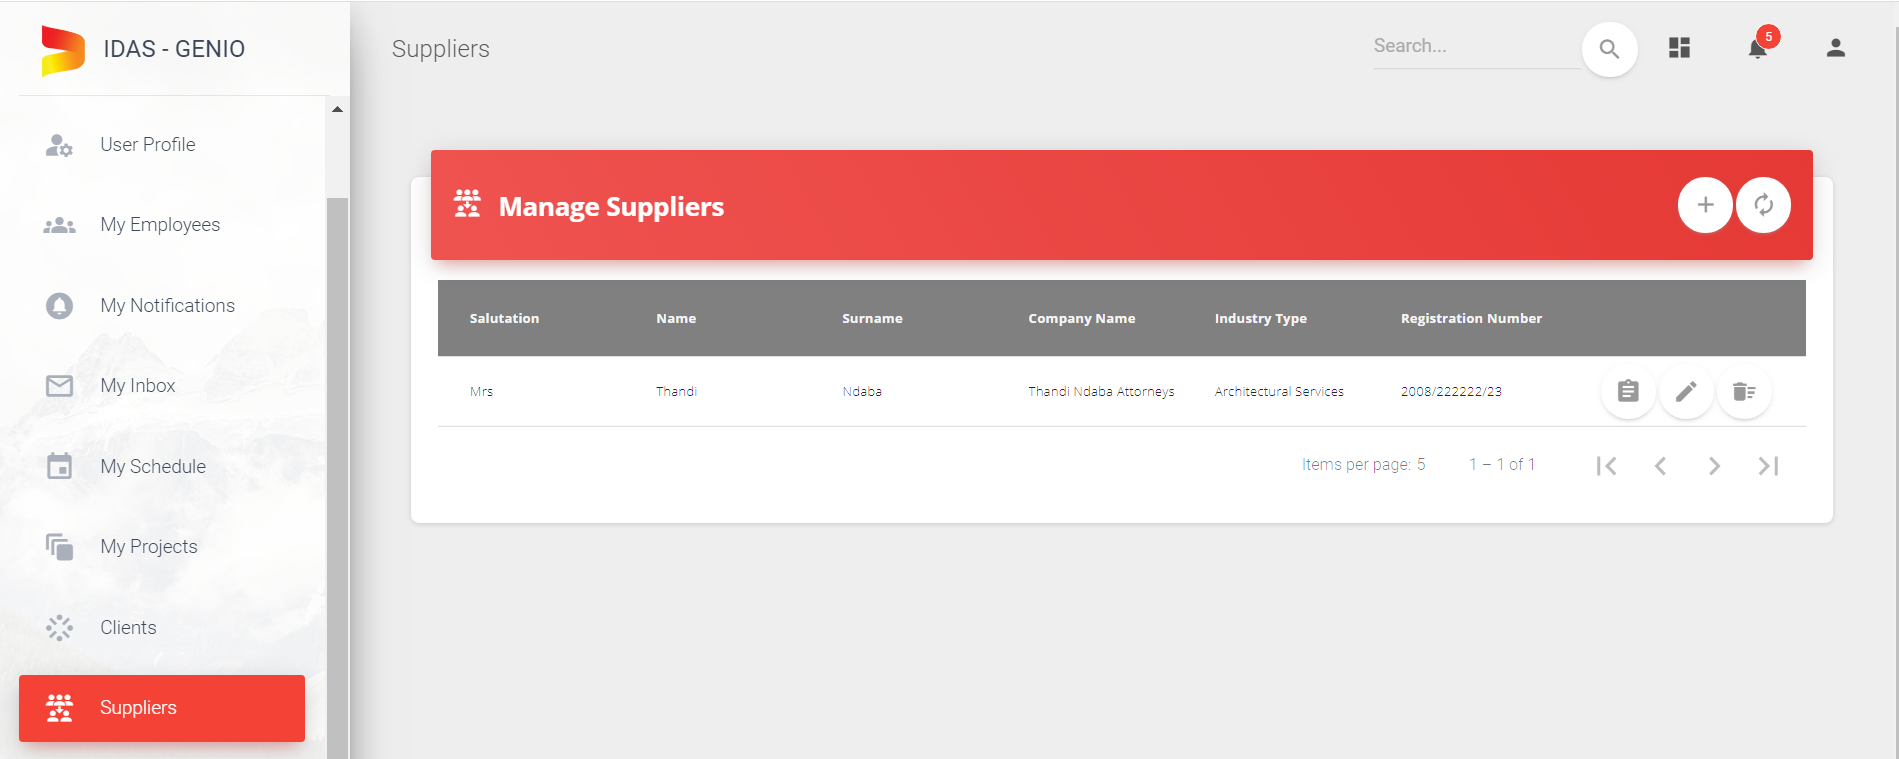 IDAS - GENIO
Suppliers
Search...
5
User Profile
My Employees
My Notifications
My Inbox
My Schedule
My Projects
Clients
Suppliers
Manage Suppliers
Salutation Name Surname Company Name Industry Type Registration Number
Mrs Thandi Ndaba Thandi Ndaba Attorneys Architectural Services 2008/222222/23
Items per page: 5 1 – 1 of 1